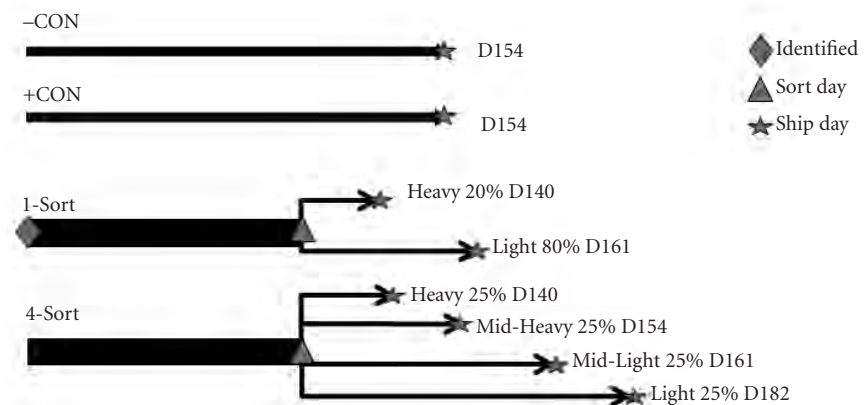 −CON
D154
+CON
D154
1-Sort
Heavy 20% D140
Light 80% D161
4-Sort
Heavy 25% D140
Mid-Heavy 25% D154
Mid-Light 25% D161
Light 25% D182
Identified
Sort day
Ship day